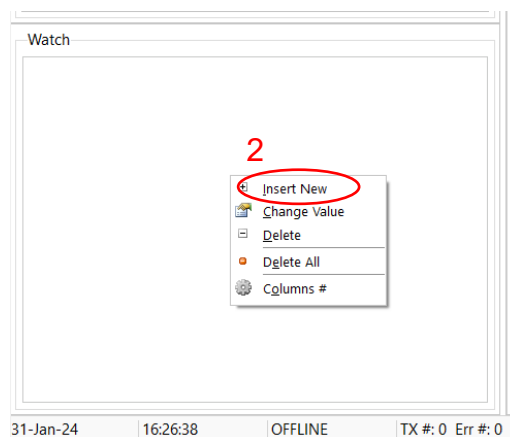 Watch
2
Insert New
Change Value
Delete
Delete All
Columns #
31-Jan-24 16:26:38 OFFLINE TX #: 0 Err #: 0